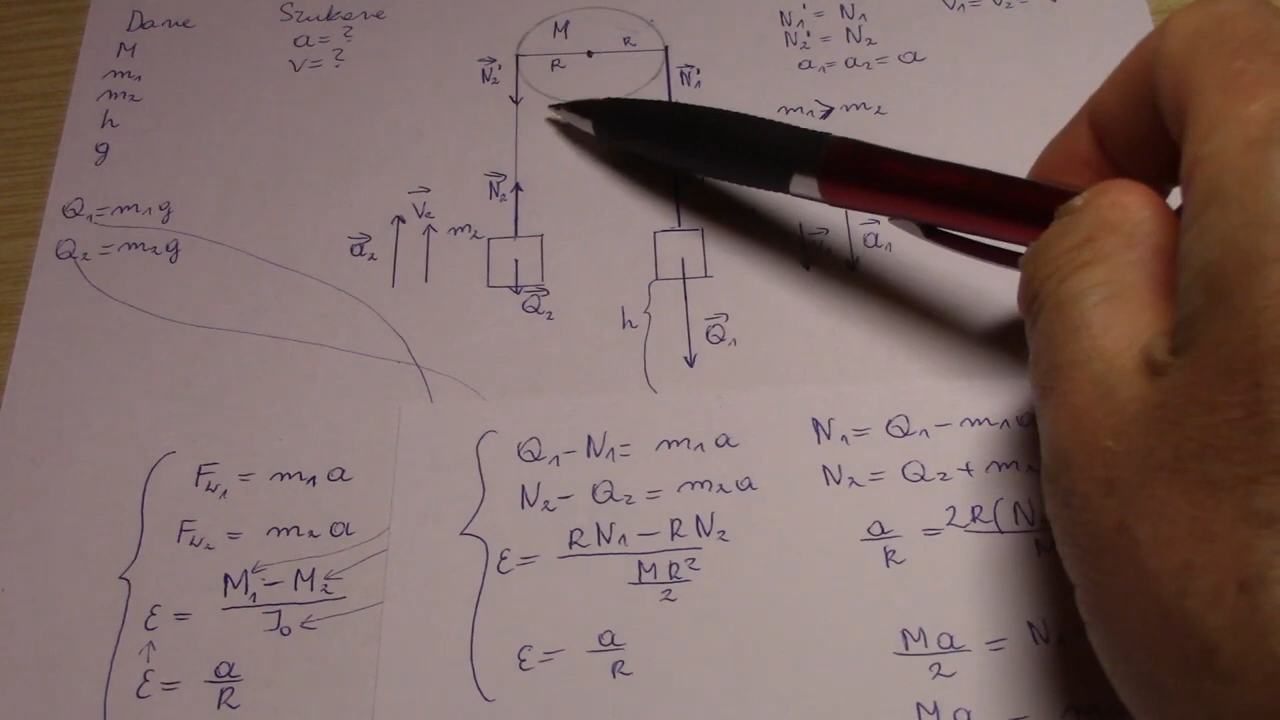 Dane
M
m₁
m₂
h
g
Szukane
a = ?
v = ?
Q₁ = m₁g
Q₂ = m₂g
M
R
R
N₂'
N₁'
N₂
m₂
V₂
a₂
Q₂
h
Q₁
a₁
N₁' = N₁
N₂' = N₂
a₁ = a₂ = a
m₁ > m₂
F_W₁ = m₁a
F_W₂ = m₂a
ε = (M₁ - M₂) / J₀
ε = a/R
Q₁ - N₁ = m₁a
N₂ - Q₂ = m₂a
ε = (RN₁ - RN₂) / (MR²/2)
ε = a/R
N₁ = Q₁ - m₁a
N₂ = Q₂ + m₂
a/R = 2R(N
Ma/2 = N
Ma